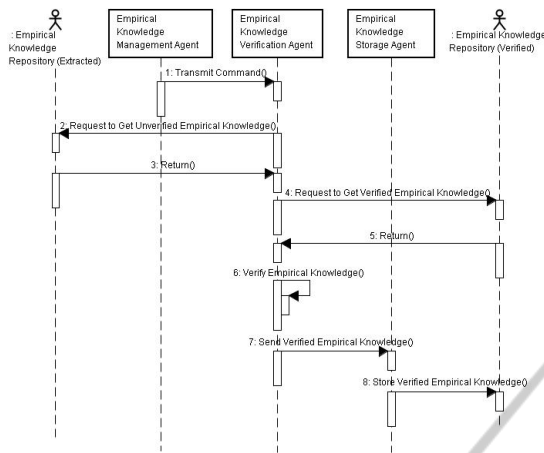 : Empirical
Knowledge
Repository (Extracted)
Empirical
Knowledge
Management Agent
Empirical
Knowledge
Verification Agent
Empirical
Knowledge
Storage Agent
: Empirical Knowledge
Repository (Verified)
1: Transmit Command()
2: Request to Get Unverified Empirical Knowledge()
3: Return()
4: Request to Get Verified Empirical Knowledge()
5: Return()
6: Verify Empirical Knowledge()
7: Send Verified Empirical Knowledge()
8: Store Verified Empirical Knowledge()